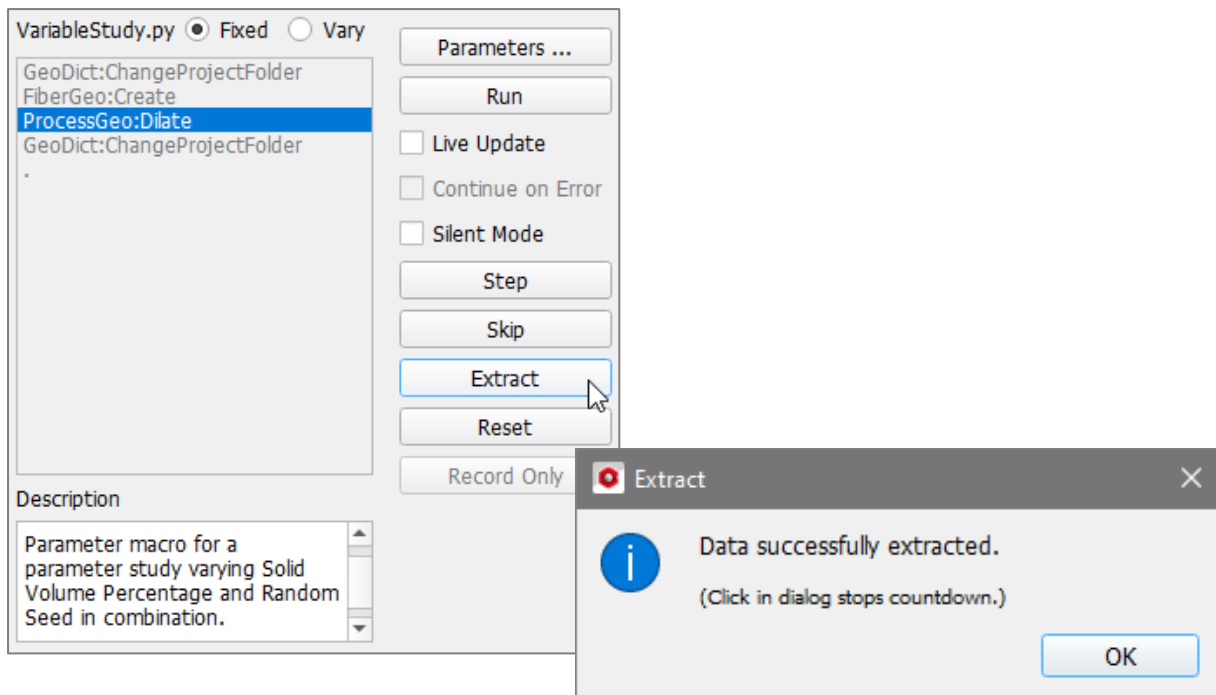 VariableStudy.py Fixed Vary
GeoDict:ChangeProjectFolder
FiberGeo:Create
ProcessGeo:Dilate
GeoDict:ChangeProjectFolder
.
Description
Parameter macro for a
parameter study varying Solid
Volume Percentage and Random
Seed in combination.
Parameters ...
Run
Live Update
Continue on Error
Silent Mode
Step
Skip
Extract
Reset
Record Only
Extract
Data successfully extracted.
(Click in dialog stops countdown.)
OK